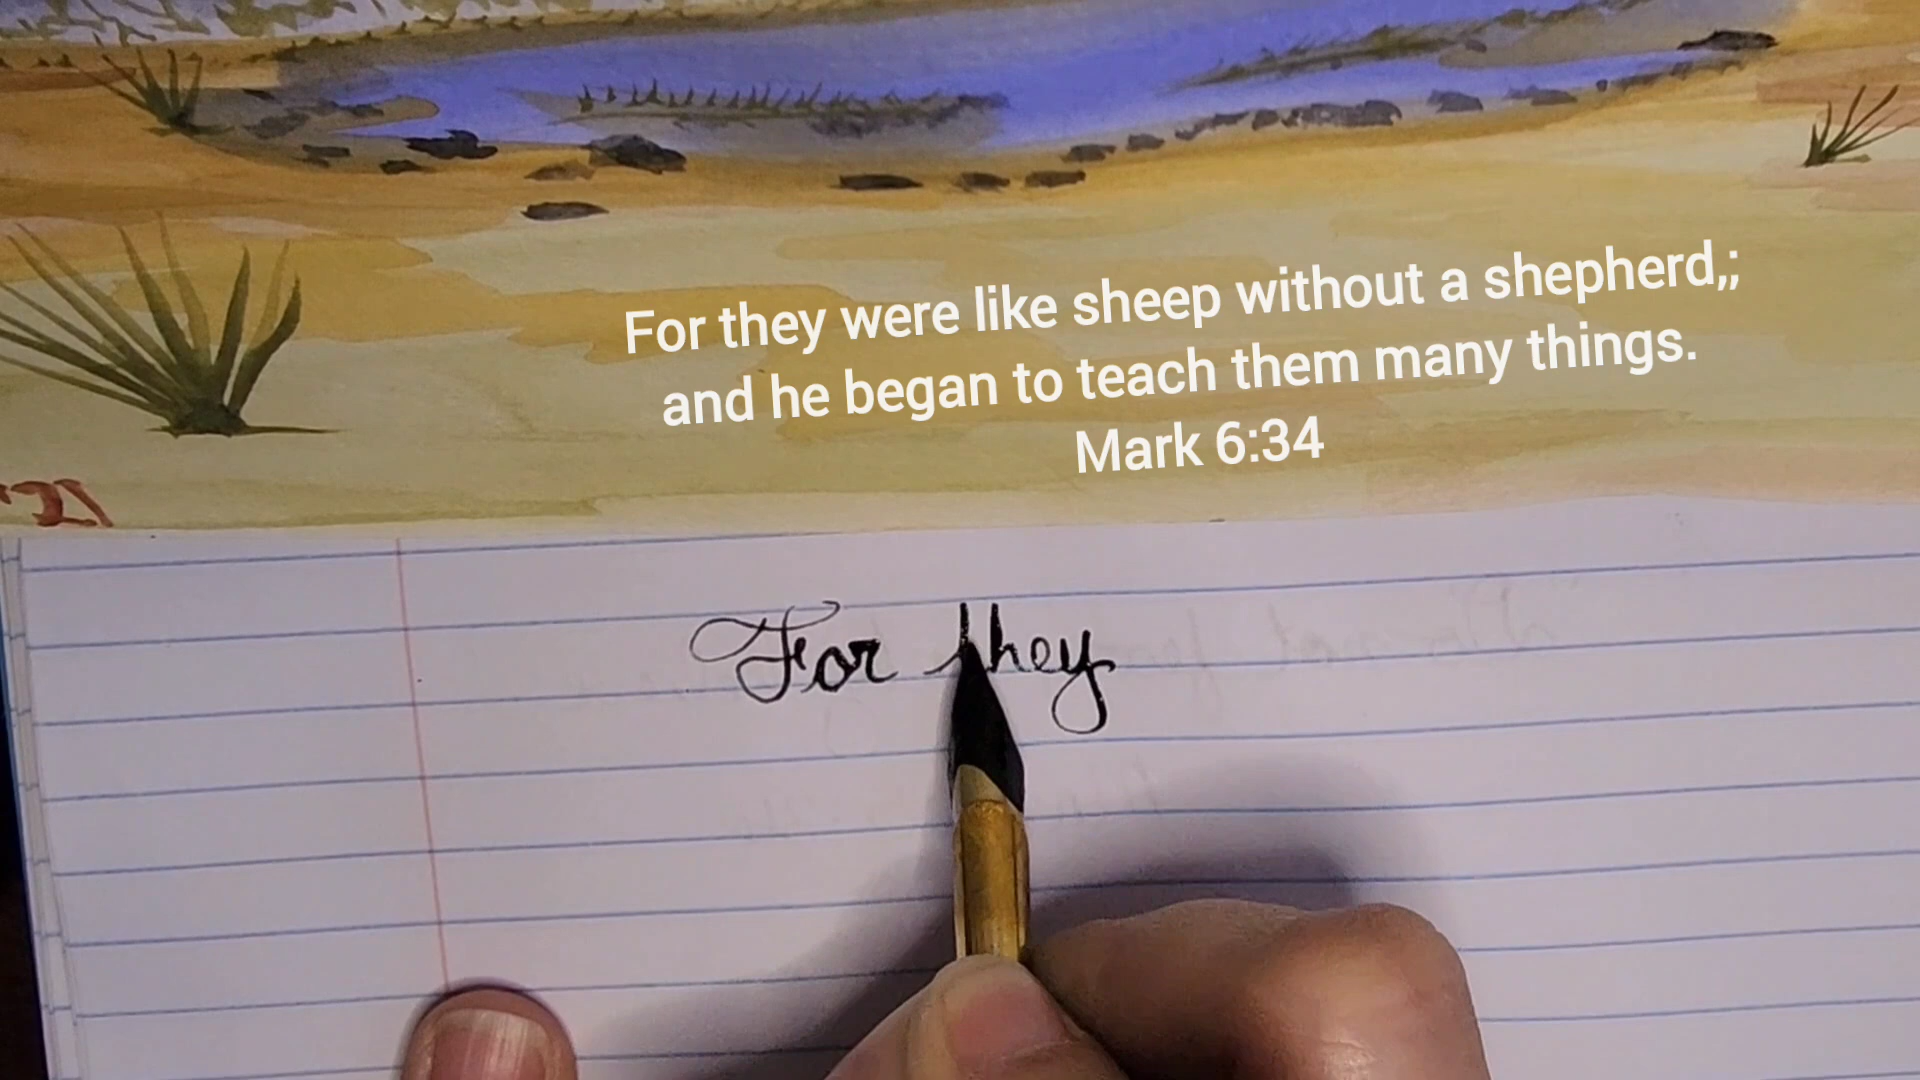 For they were like sheep without a shepherd,;
and he began to teach them many things.
Mark 6:34
For they